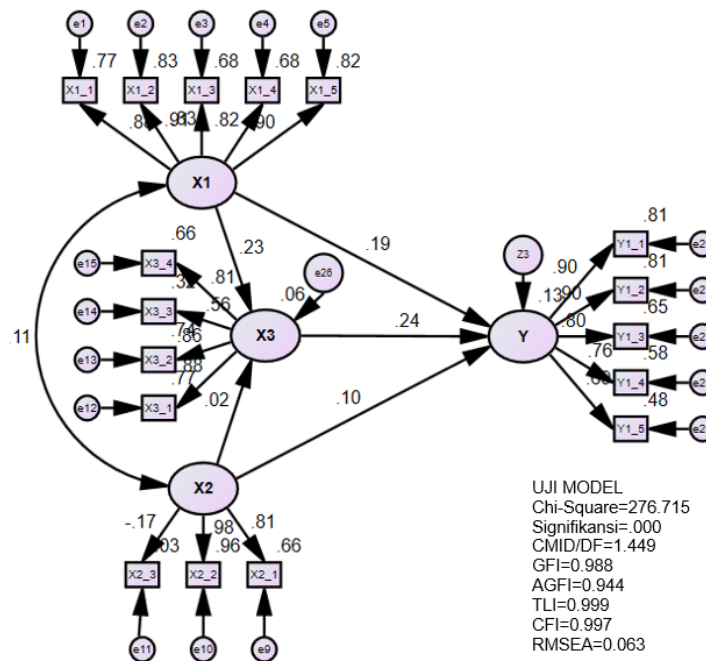 e1 e2 e3 e4 e5
.77 .83 .68 .68 .82
X1_1 X1_2 X1_3 X1_4 X1_5
.91 .83 .82 .90
X1
.66 .23 .19 .81
e15 X3_4 .81 e26 Z3 Y1_1
.06 .90 .81
e14 X3_3 .56 .13 .90 Y1_2
.11 X3 .24 Y .80 .65
.86 Y1_3
e13 X3_2 .88 .76 .58
.77 Y1_4
e12 X3_1 .02 .10 .48
Y1_5
X2
-.17 .98 .81
.03 .96 .66
X2_3 X2_2 X2_1
e11 e10 e9
UJI MODEL
Chi-Square=276.715
Signifikansi=.000
CMID/DF=1.449
GFI=0.988
AGFI=0.944
TLI=0.999
CFI=0.997
RMSEA=0.063